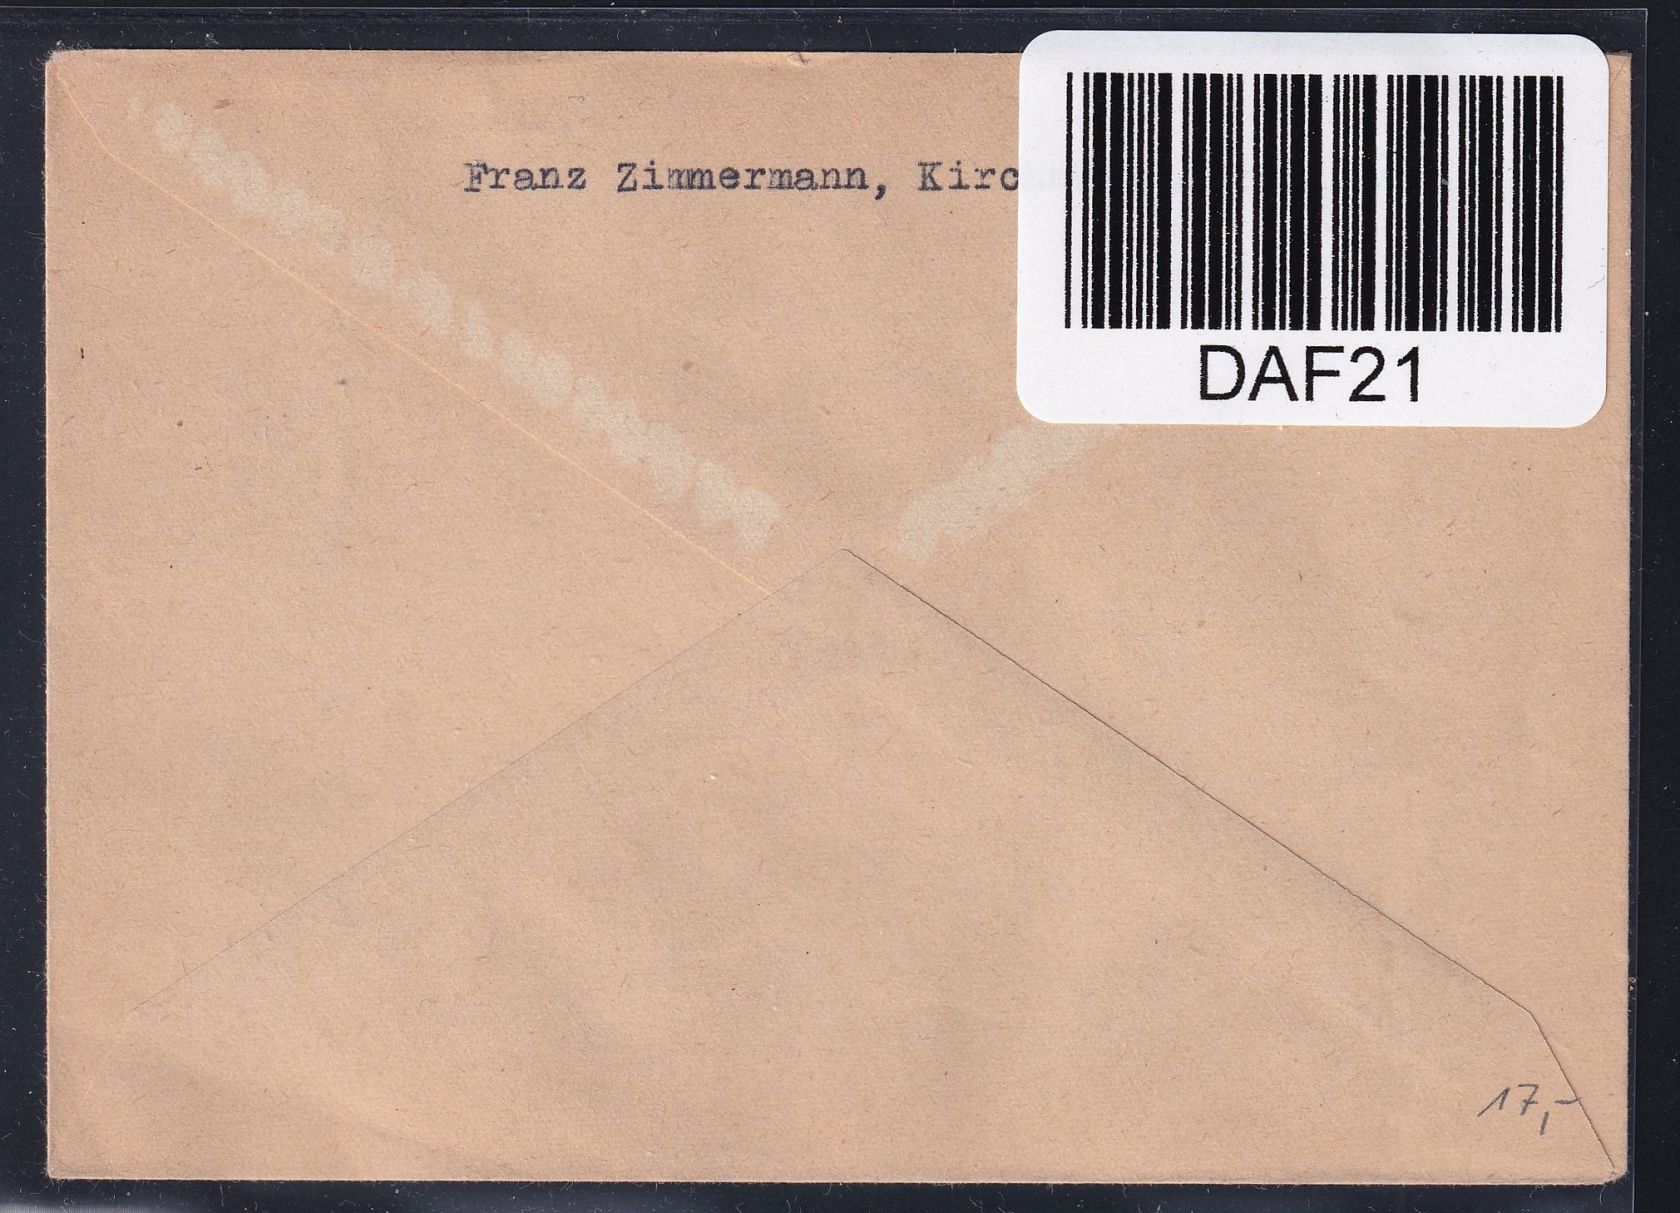 Franz Zimmermann, Kirc
DAF21
17,-